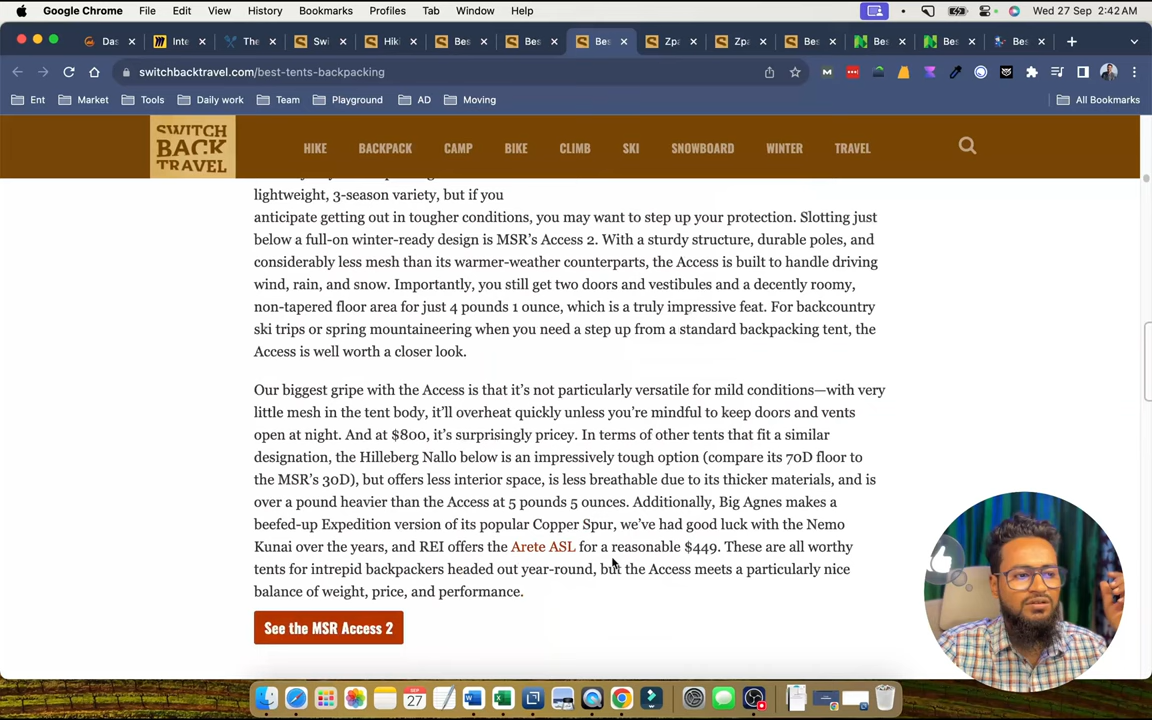 Google Chrome File Edit View History Bookmarks Profiles Tab Window Help Wed 27 Sep 2:42 AM
Das Inte The Swi Hiki Bes Bes Bes Zpa Zpa Bes Bes Bes Bes
switchbacktravel.com/best-tents-backpacking
Ent Market Tools Daily work Team Playground AD Moving All Bookmarks
SWITCH
BACK
TRAVEL
HIKE BACKPACK CAMP BIKE CLIMB SKI SNOWBOARD WINTER TRAVEL
lightweight, 3-season variety, but if you
anticipate getting out in tougher conditions, you may want to step up your protection. Slotting just
below a full-on winter-ready design is MSR’s Access 2. With a sturdy structure, durable poles, and
considerably less mesh than its warmer-weather counterparts, the Access is built to handle driving
wind, rain, and snow. Importantly, you still get two doors and vestibules and a decently roomy,
non-tapered floor area for just 4 pounds 1 ounce, which is a truly impressive feat. For backcountry
ski trips or spring mountaineering when you need a step up from a standard backpacking tent, the
Access is well worth a closer look.
Our biggest gripe with the Access is that it’s not particularly versatile for mild conditions—with very
little mesh in the tent body, it’ll overheat quickly unless you’re mindful to keep doors and vents
open at night. And at $800, it’s surprisingly pricey. In terms of other tents that fit a similar
designation, the Hilleberg Nallo below is an impressively tough option (compare its 70D floor to
the MSR’s 30D), but offers less interior space, is less breathable due to its thicker materials, and is
over a pound heavier than the Access at 5 pounds 5 ounces. Additionally, Big Agnes makes a
beefed-up Expedition version of its popular Copper Spur, we’ve had good luck with the Nemo
Kunai over the years, and REI offers the Arete ASL for a reasonable $449. These are all worthy
tents for intrepid backpackers headed out year-round, but the Access meets a particularly nice
balance of weight, price, and performance.
See the MSR Access 2
SEP
27